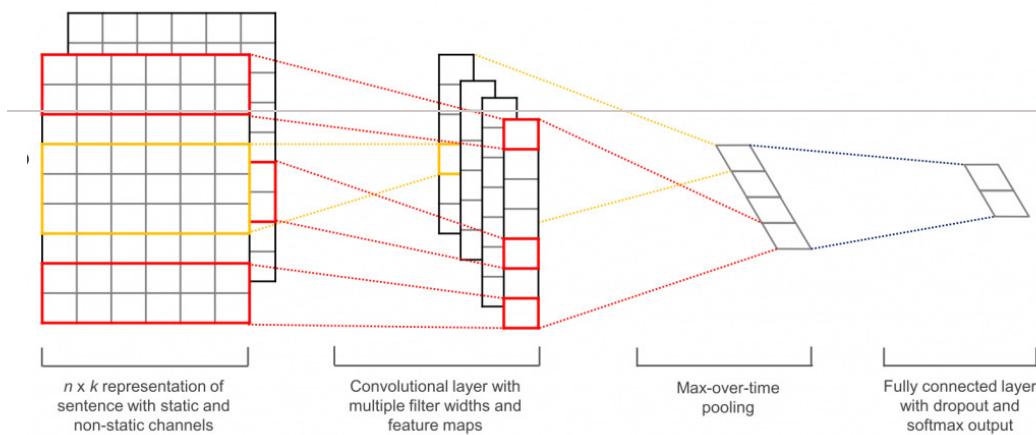 n x k representation of
sentence with static and
non-static channels
Convolutional layer with
multiple filter widths and
feature maps
Max-over-time
pooling
Fully connected layer
with dropout and
softmax output